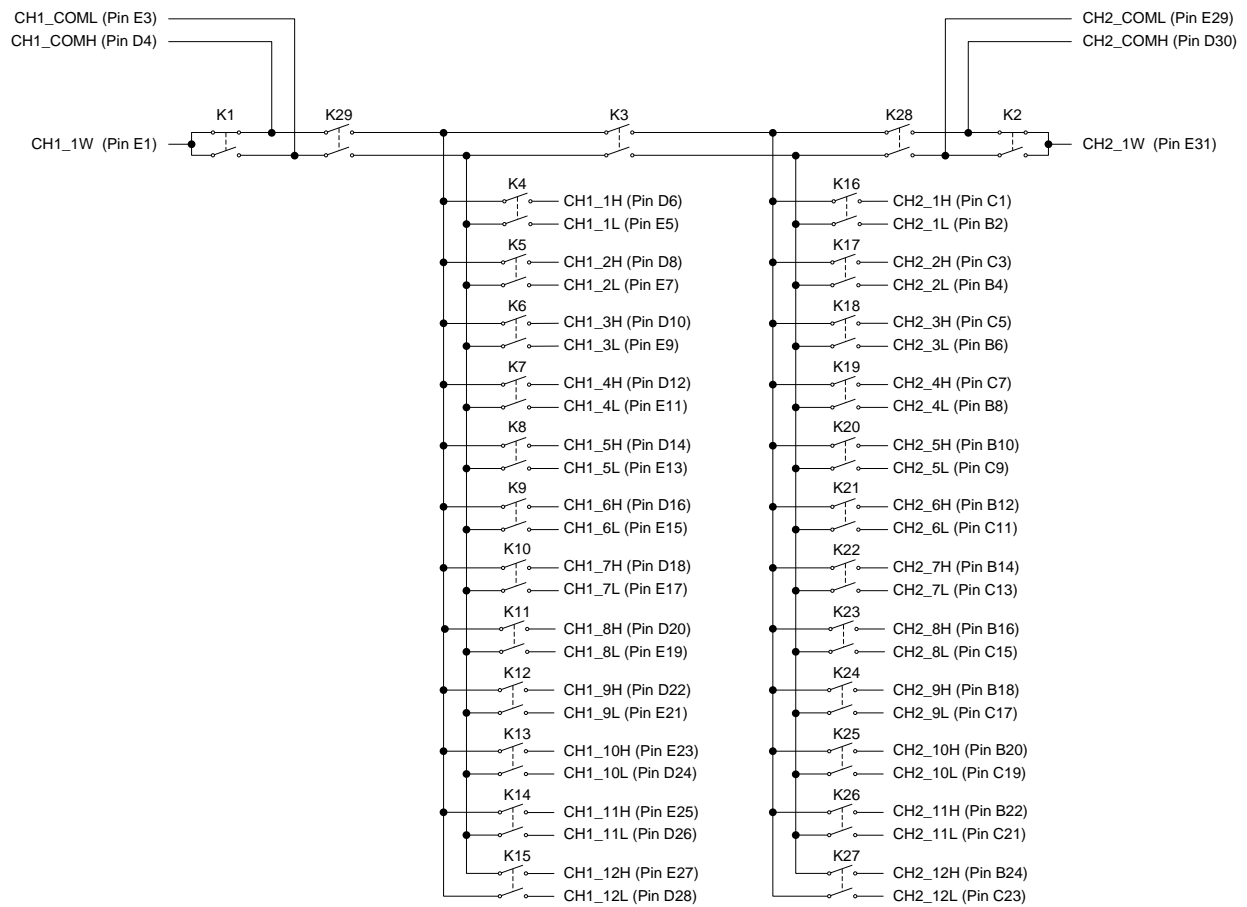 CH1_COML (Pin E3)
CH2_COML (Pin E29)
CH1_COMH (Pin D4)
CH2_COMH (Pin D30)
K1
K29
K3
K28
K2
CH1_1W (Pin E1)
CH2_1W (Pin E31)
K4
CH1_1H (Pin D6)
CH1_1L (Pin E5)
K5
CH1_2H (Pin D8)
CH1_2L (Pin E7)
K6
CH1_3H (Pin D10)
CH1_3L (Pin E9)
K7
CH1_4H (Pin D12)
CH1_4L (Pin E11)
K8
CH1_5H (Pin D14)
CH1_5L (Pin E13)
K9
CH1_6H (Pin D16)
CH1_6L (Pin E15)
K10
CH1_7H (Pin D18)
CH1_7L (Pin E17)
K11
CH1_8H (Pin D20)
CH1_8L (Pin E19)
K12
CH1_9H (Pin D22)
CH1_9L (Pin E21)
K13
CH1_10H (Pin E23)
CH1_10L (Pin D24)
K14
CH1_11H (Pin E25)
CH1_11L (Pin D26)
K15
CH1_12H (Pin E27)
CH1_12L (Pin D28)
K16
CH2_1H (Pin C1)
CH2_1L (Pin B2)
K17
CH2_2H (Pin C3)
CH2_2L (Pin B4)
K18
CH2_3H (Pin C5)
CH2_3L (Pin B6)
K19
CH2_4H (Pin C7)
CH2_4L (Pin B8)
K20
CH2_5H (Pin B10)
CH2_5L (Pin C9)
K21
CH2_6H (Pin B12)
CH2_6L (Pin C11)
K22
CH2_7H (Pin B14)
CH2_7L (Pin C13)
K23
CH2_8H (Pin B16)
CH2_8L (Pin C15)
K24
CH2_9H (Pin B18)
CH2_9L (Pin C17)
K25
CH2_10H (Pin B20)
CH2_10L (Pin C19)
K26
CH2_11H (Pin B22)
CH2_11L (Pin C21)
K27
CH2_12H (Pin B24)
CH2_12L (Pin C23)